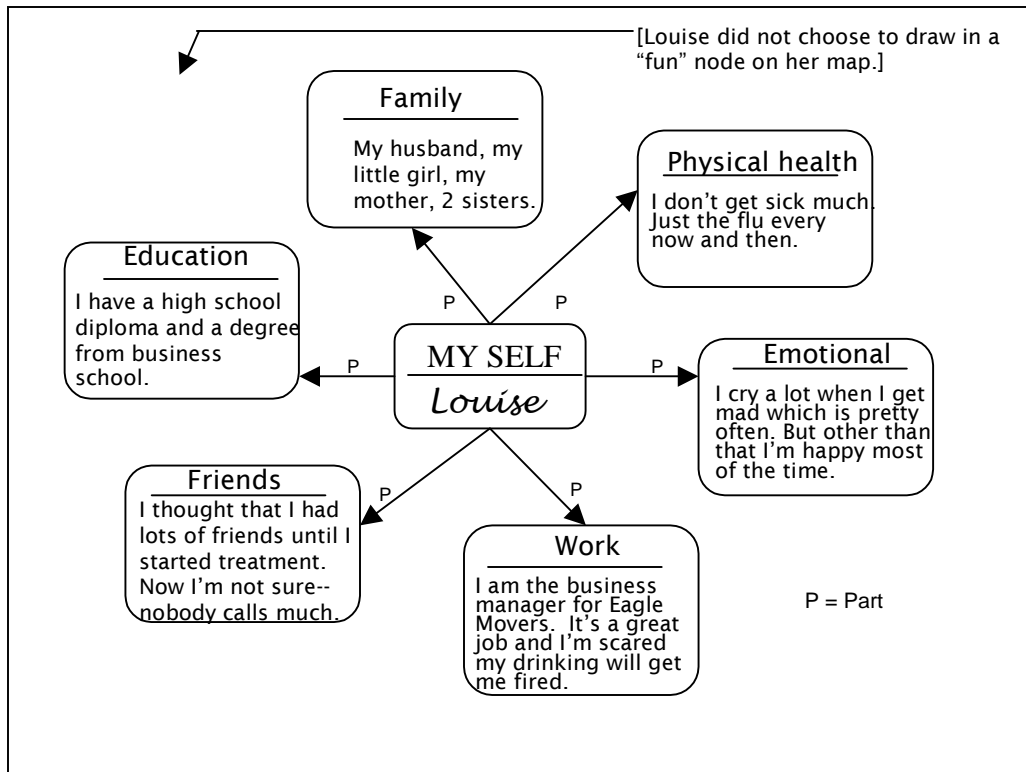 [Louise did not choose to draw in a
“fun” node on her map.]
Family
My husband, my
little girl, my
mother, 2 sisters.
Physical health
I don’t get sick much.
Just the flu every
now and then.
Education
I have a high school
diploma and a degree
from business
school.
P
P
MY SELF
Louise
P
P
Emotional
I cry a lot when I get
mad which is pretty
often. But other than
that I’m happy most
of the time.
Friends
I thought that I had
lots of friends until I
started treatment.
Now I’m not sure--
nobody calls much.
P
P
Work
I am the business
manager for Eagle
Movers.  It’s a great
job and I’m scared
my drinking will get
me fired.
P = Part